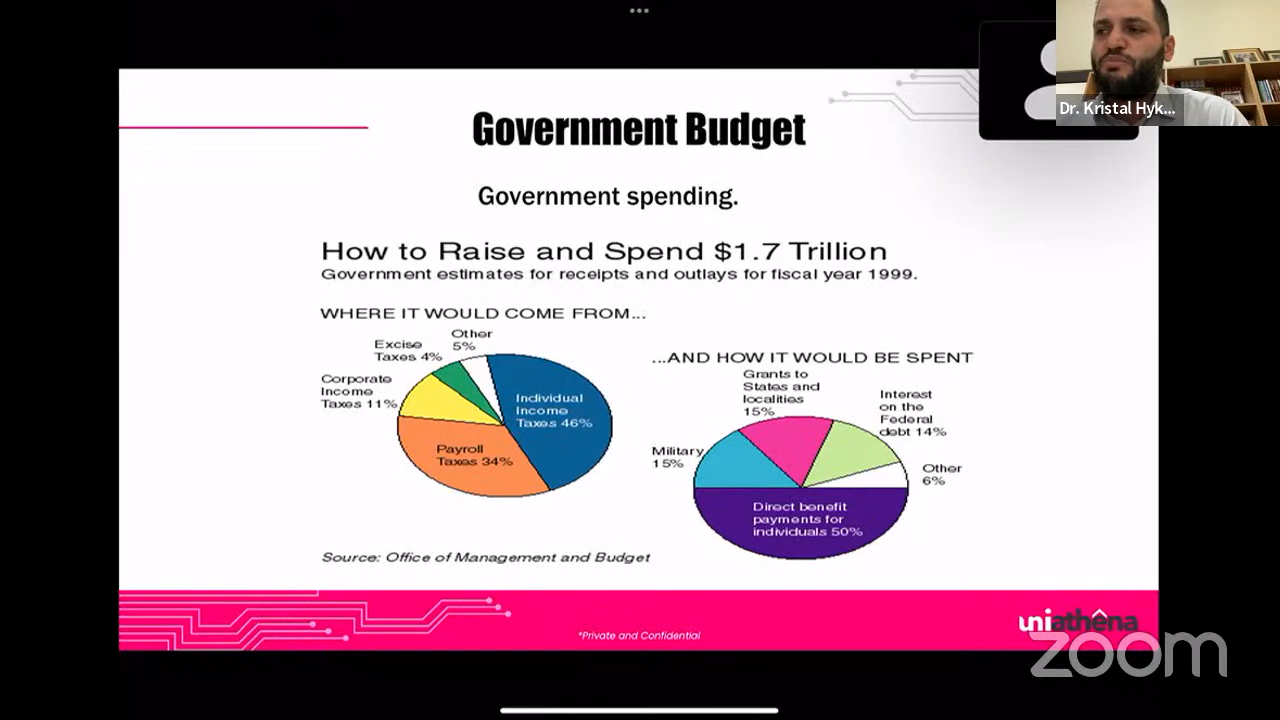 Dr. Kristal Hyk...
Government Budget
Government spending.
How to Raise and Spend $1.7 Trillion
Government estimates for receipts and outlays for fiscal year 1999.
WHERE IT WOULD COME FROM...
Other
5%
Excise
Taxes 4%
Corporate
Income
Taxes 11%
Individual
Income
Taxes 46%
Payroll
Taxes 34%
...AND HOW IT WOULD BE SPENT
Grants to
States and
localities
15%
Interest
on the
Federal
debt 14%
Military
15%
Other
6%
Direct benefit
payments for
individuals 50%
Source: Office of Management and Budget
*Private and Confidential
uniathena
zoom